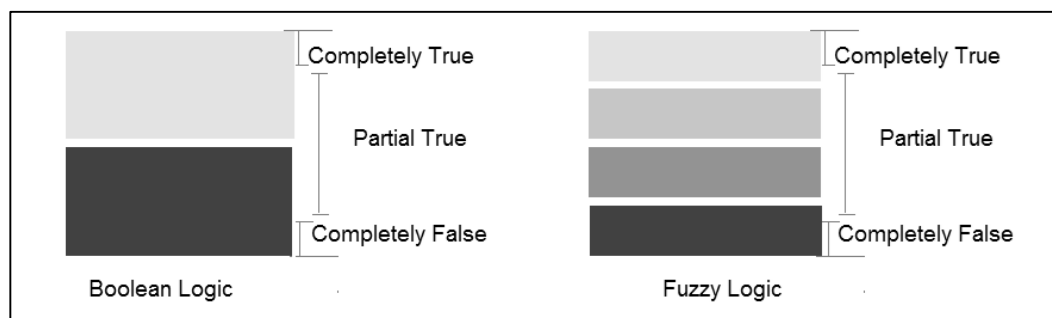 Completely True
Partial True
Completely False
Boolean Logic
Completely True
Partial True
Completely False
Fuzzy Logic